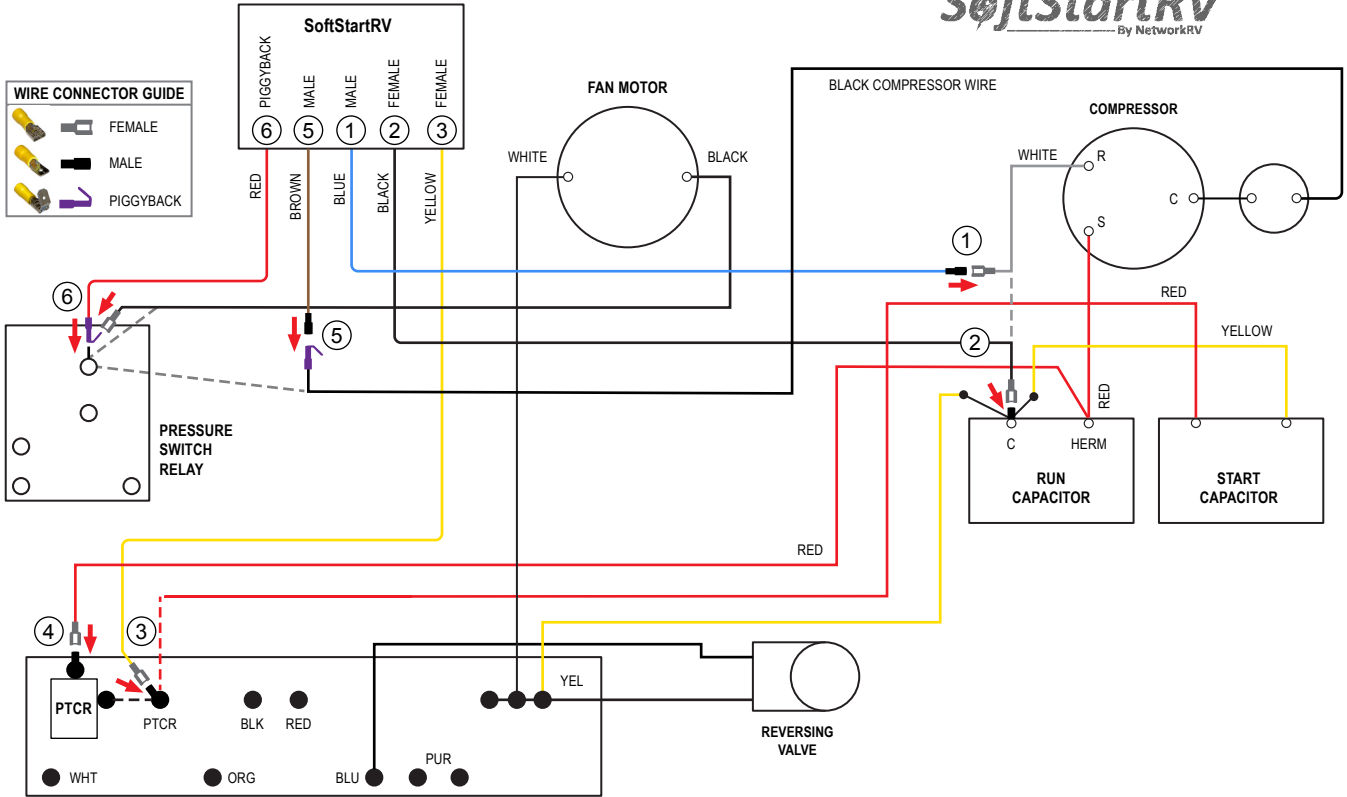 SoftStartRV
By NetworkRV
SoftStartRV
PIGGYBACK
MALE
MALE
FEMALE
FEMALE
6
5
1
2
3
RED
BROWN
BLUE
BLACK
YELLOW
WIRE CONNECTOR GUIDE
FEMALE
MALE
PIGGYBACK
FAN MOTOR
WHITE
BLACK
BLACK COMPRESSOR WIRE
COMPRESSOR
WHITE
R
C
S
1
RED
YELLOW
6
5
2
RED
PRESSURE
SWITCH
RELAY
C
HERM
RUN
CAPACITOR
START
CAPACITOR
RED
4
3
PTCR
PTCR
BLK
RED
YEL
WHT
ORG
BLU
PUR
REVERSING
VALVE